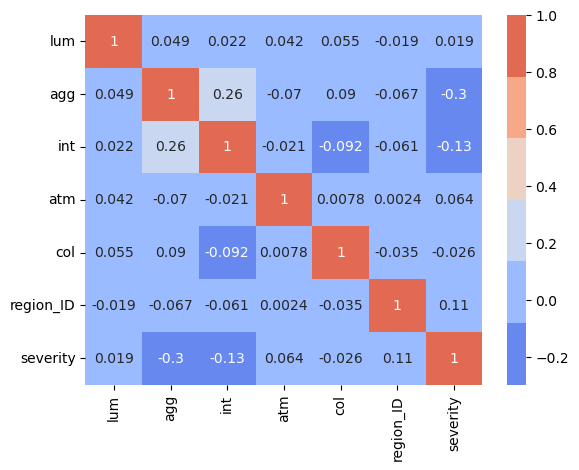 lum 1 0.049 0.022 0.042 0.055 -0.019 0.019
agg 0.049 1 0.26 -0.07 0.09 -0.067 -0.3
int 0.022 0.26 1 -0.021 -0.092 -0.061 -0.13
atm 0.042 -0.07 -0.021 1 0.0078 0.0024 0.064
col 0.055 0.09 -0.092 0.0078 1 -0.035 -0.026
region_ID -0.019 -0.067 -0.061 0.0024 -0.035 1 0.11
severity 0.019 -0.3 -0.13 0.064 -0.026 0.11 1
lum agg int atm col region_ID severity
1.0
0.8
0.6
0.4
0.2
0.0
−0.2